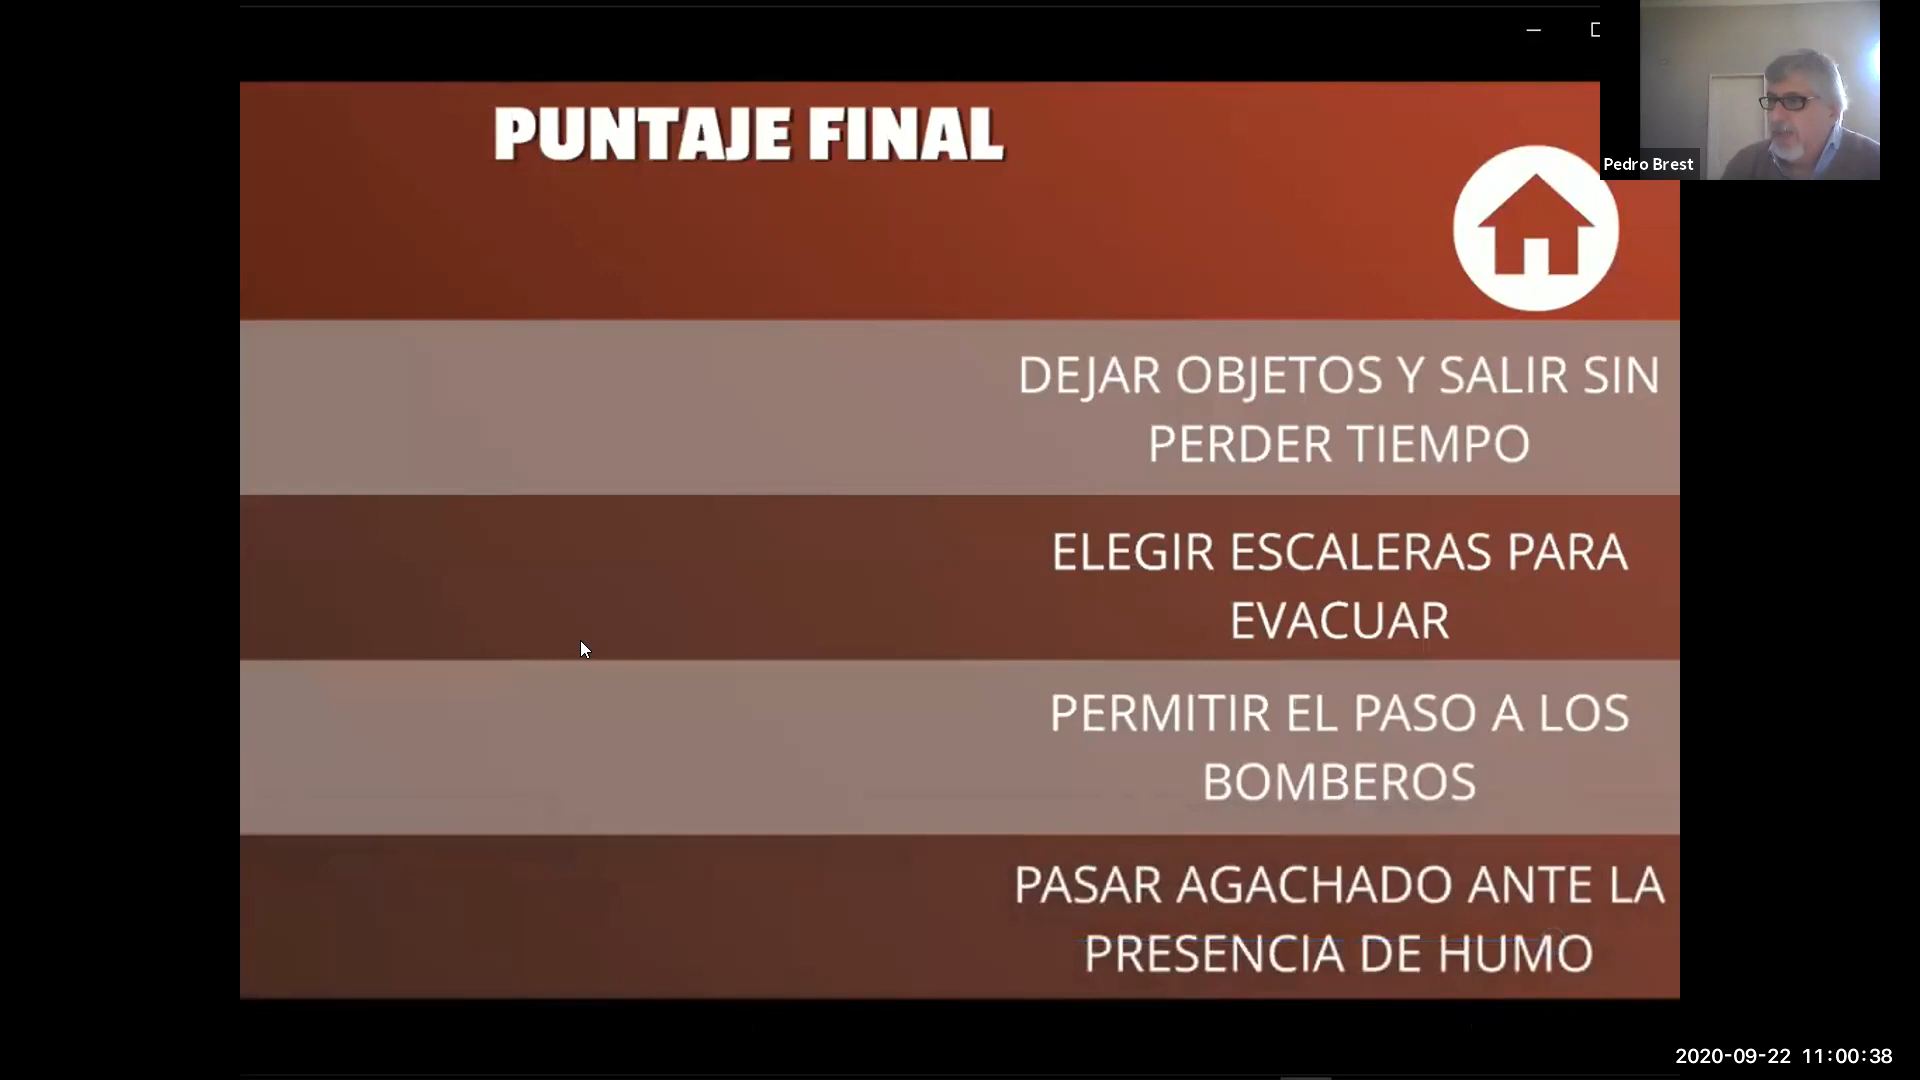 PUNTAJE FINAL
Pedro Brest
DEJAR OBJETOS Y SALIR SIN
PERDER TIEMPO
ELEGIR ESCALERAS PARA
EVACUAR
PERMITIR EL PASO A LOS
BOMBEROS
PASAR AGACHADO ANTE LA
PRESENCIA DE HUMO
2020-09-22 11:00:38